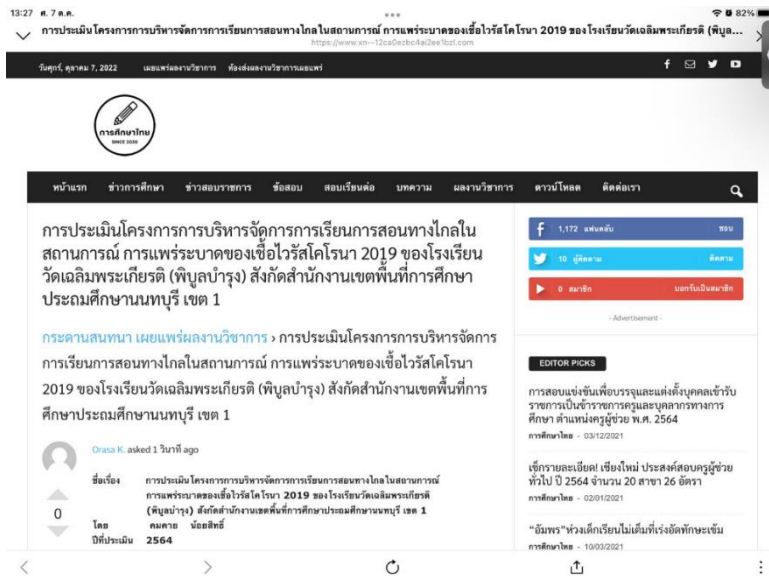 13:27 ศ. 7 ต.ค.
82%
การประเมินโครงการการบริหารจัดการการเรียนการสอนทางไกลในสถานการณ์ การแพร่ระบาดของเชื้อไวรัสโคโรนา 2019 ของโรงเรียนวัดเฉลิมพระเกียรติ (พิบูล...
https://www.xn--12ca0ezbc4ai2ee1bzl.com
วันศุกร์, ตุลาคม 7, 2022 เผยแพร่ผลงานวิชาการ ห้องส่งผลงานวิชาการเผยแพร่
การศึกษาไทย
SINCE 2020
หน้าแรก ข่าวการศึกษา ข่าวสอบราชการ ข้อสอบ สอบเรียนต่อ บทความ ผลงานวิชาการ ดาวน์โหลด ติดต่อเรา
การประเมินโครงการการบริหารจัดการการเรียนการสอนทางไกลใน
สถานการณ์ การแพร่ระบาดของเชื้อไวรัสโคโรนา 2019 ของโรงเรียน
วัดเฉลิมพระเกียรติ (พิบูลบำรุง) สังกัดสำนักงานเขตพื้นที่การศึกษา
ประถมศึกษานนทบุรี เขต 1
กระดานสนทนา เผยแพร่ผลงานวิชาการ › การประเมินโครงการการบริหารจัดการ
การเรียนการสอนทางไกลในสถานการณ์ การแพร่ระบาดของเชื้อไวรัสโคโรนา
2019 ของโรงเรียนวัดเฉลิมพระเกียรติ (พิบูลบำรุง) สังกัดสำนักงานเขตพื้นที่การ
ศึกษาประถมศึกษานนทบุรี เขต 1
Orasa K. asked 1 วินาที ago
0
ชื่อเรื่อง การประเมินโครงการการบริหารจัดการการเรียนการสอนทางไกลในสถานการณ์
การแพร่ระบาดของเชื้อไวรัสโคโรนา 2019 ของโรงเรียนวัดเฉลิมพระเกียรติ
(พิบูลบำรุง) สังกัดสำนักงานเขตพื้นที่การศึกษาประถมศึกษานนทบุรี เขต 1
โดย คมคาย น้อยสิทธิ์
ปีที่ประเมิน 2564
1,172 แฟนคลับ ชอบ
10 ผู้ติดตาม ติดตาม
0 สมาชิก บอกรับเป็นสมาชิก
- Advertisement -
EDITOR PICKS
การสอบแข่งขันเพื่อบรรจุและแต่งตั้งบุคคลเข้ารับ
ราชการเป็นข้าราชการครูและบุคลากรทางการ
ศึกษา ตำแหน่งครูผู้ช่วย พ.ศ. 2564
การศึกษาไทย - 03/12/2021
เช็กรายละเอียด! เชียงใหม่ ประสงค์สอบครูผู้ช่วย
ทั่วไป ปี 2564 จำนวน 20 สาขา 26 อัตรา
การศึกษาไทย - 02/01/2021
“อัมพร”ห่วงเด็กเรียนไม่เต็มที่เร่งอัดทักษะเข้ม
การศึกษาไทย - 10/03/2021